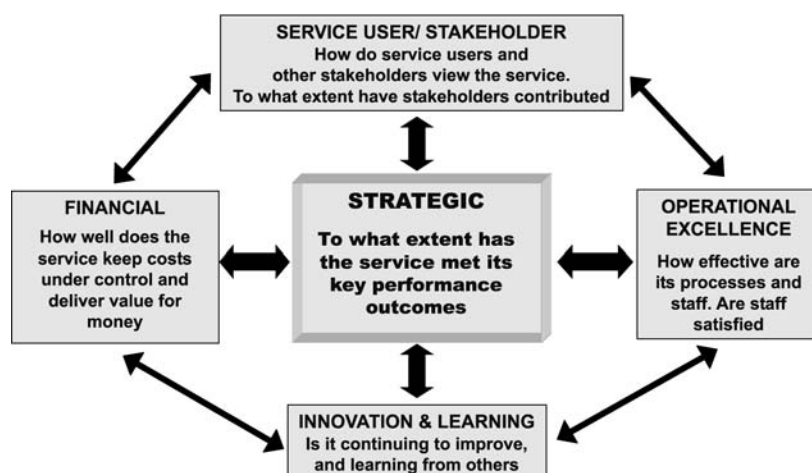 SERVICE USER/ STAKEHOLDER
How do service users and
other stakeholders view the service.
To what extent have stakeholders contributed
FINANCIAL
How well does the
service keep costs
under control and
deliver value for
money
STRATEGIC
To what extent has
the service met its
key performance
outcomes
OPERATIONAL
EXCELLENCE
How effective are
its processes and
staff. Are staff
satisfied
INNOVATION & LEARNING
Is it continuing to improve,
and learning from others